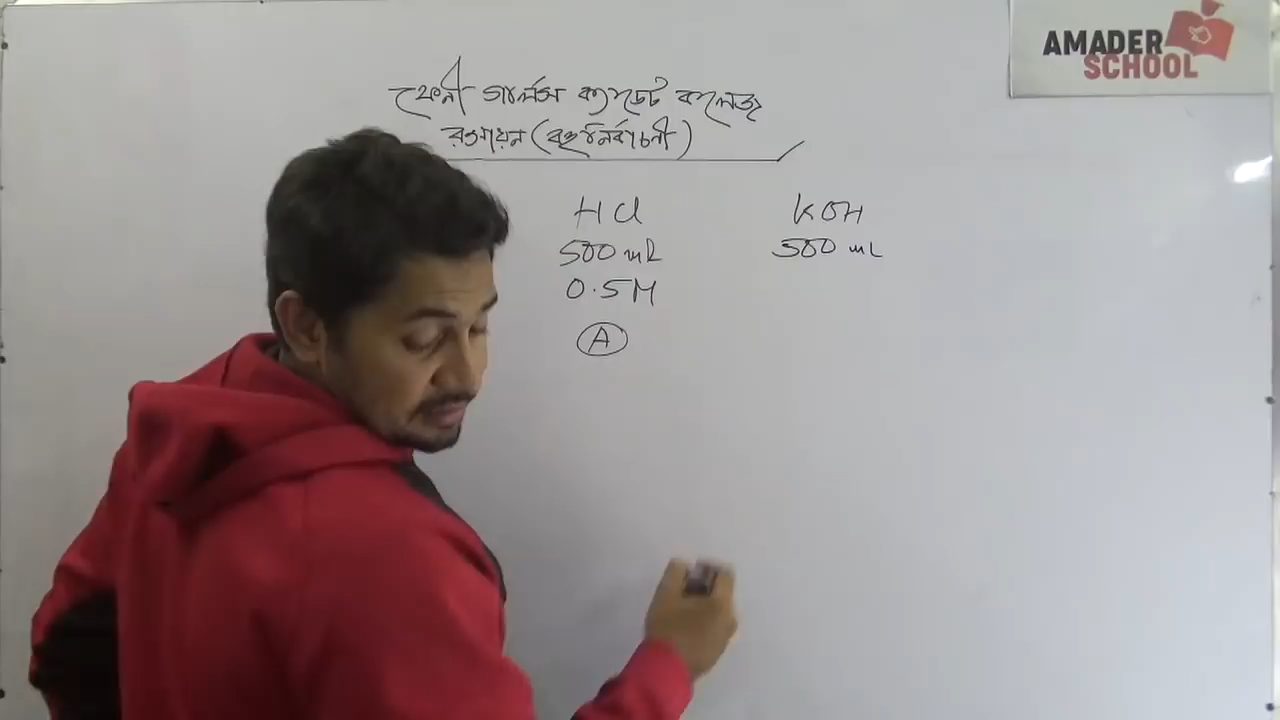 AMADER
SCHOOL
ফেনী গার্লস ক্যাডেট কলেজ
রসায়ন (বহুনির্বাচনী)
HCl KOH
500 mL 500 mL
0.5M
A